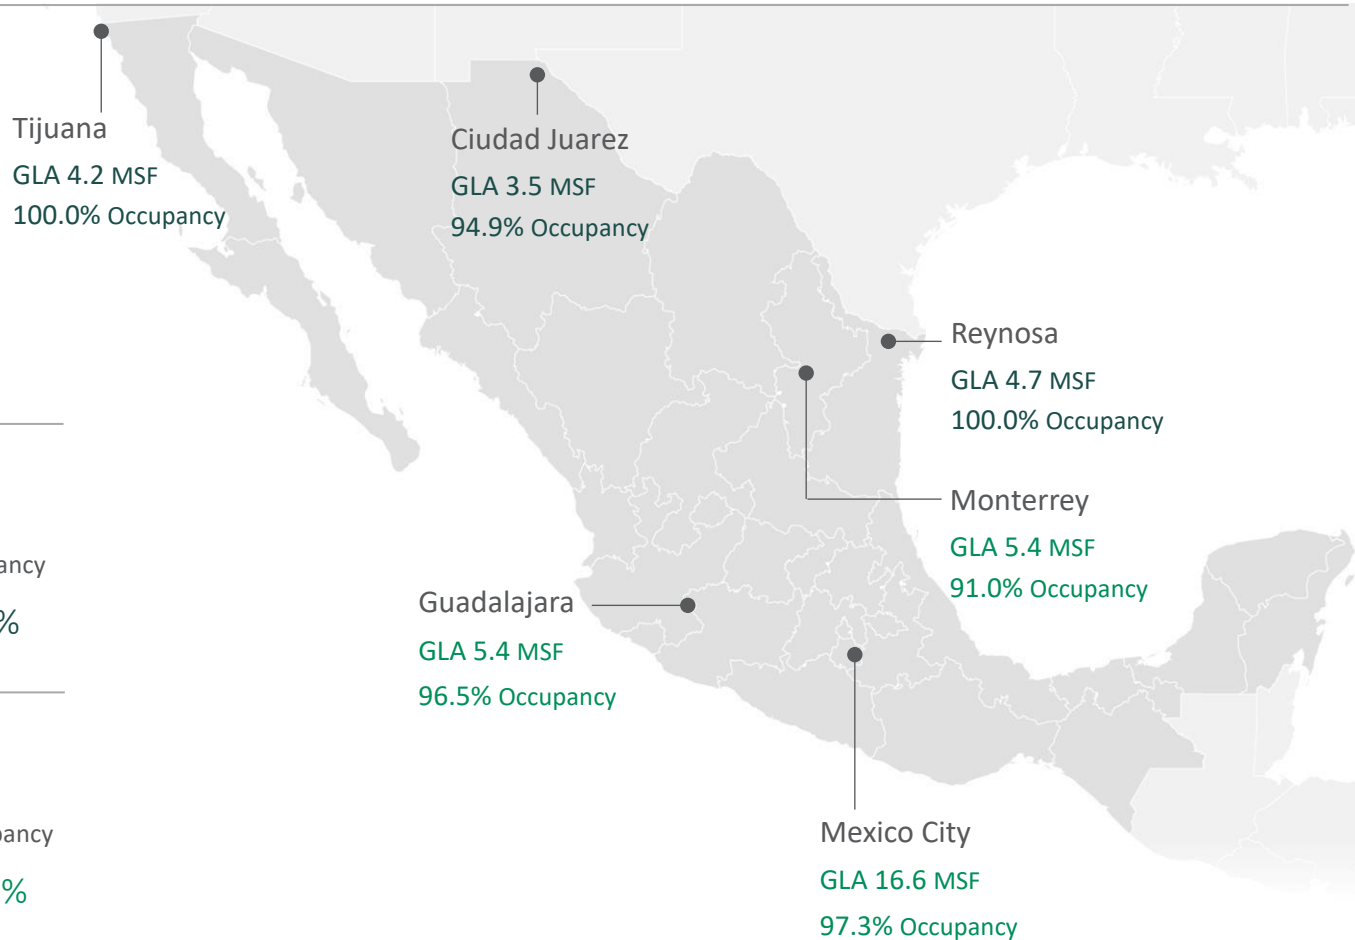 Tijuana
GLA 4.2 MSF
100.0% Occupancy
Ciudad Juarez
GLA 3.5 MSF
94.9% Occupancy
Reynosa
GLA 4.7 MSF
100.0% Occupancy
Monterrey
GLA 5.4 MSF
91.0% Occupancy
Guadalajara
GLA 5.4 MSF
96.5% Occupancy
Mexico City
GLA 16.6 MSF
97.3% Occupancy
ancy
%
pancy
%